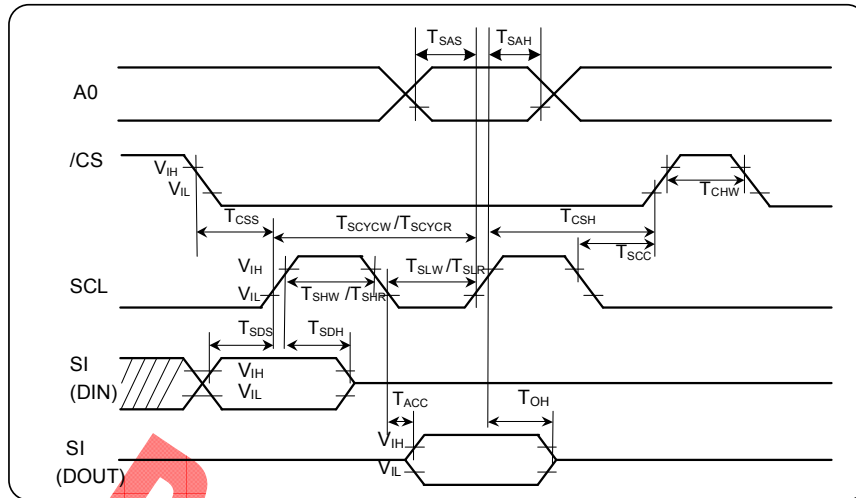 TSAS TSAH
A0
/CS
VIH
VIL
TCHW
TCSS TSCYCW /TSCYCR TCSH
TSCC
SCL
VIH
VIL
TSLW /TSLR
TSHW /TSHR
TSDS TSDH
SI
(DIN)
VIH
VIL
TACC TOH
SI
(DOUT)
VIH
VIL